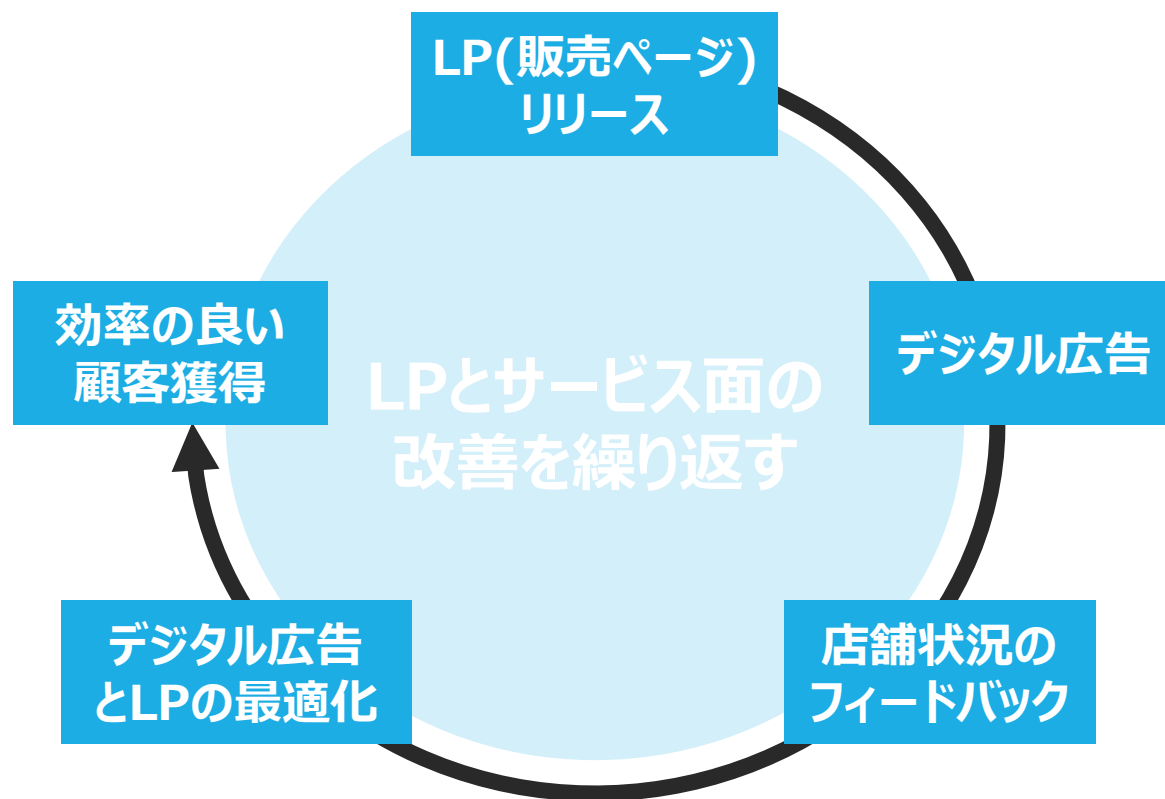 LP(販売ページ)
リリース
効率の良い
顧客獲得
デジタル広告
LPとサービス面の
改善を繰り返す
デジタル広告
とLPの最適化
店舗状況の
フィードバック